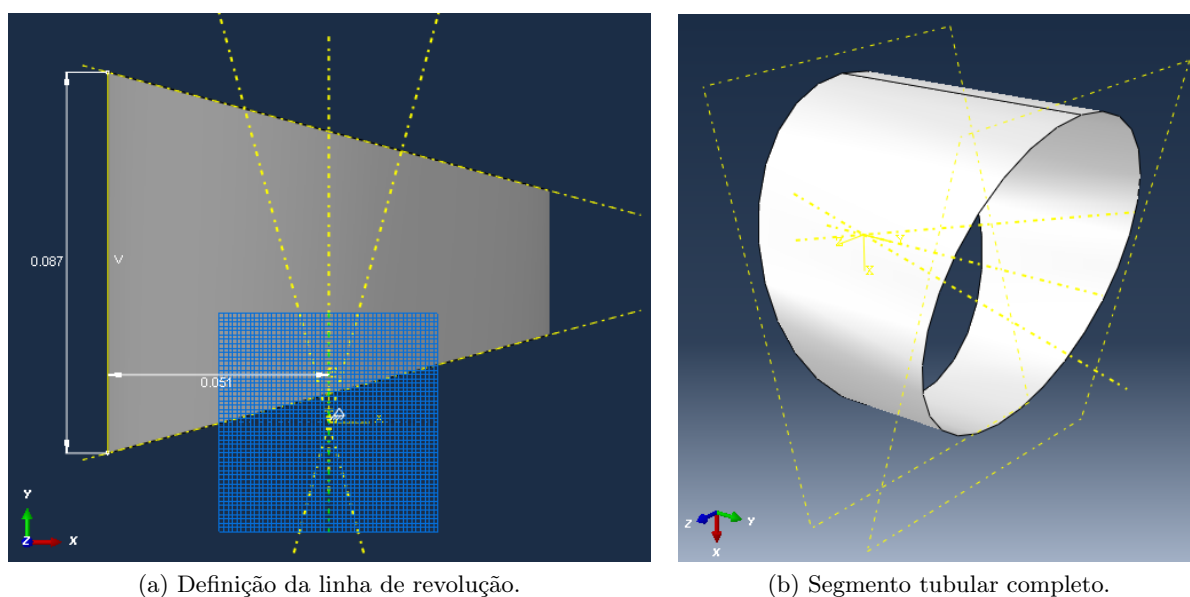 0.087
0.051
Y
Z X
(a) Definição da linha de revolução.
X
Z Y
X
(b) Segmento tubular completo.